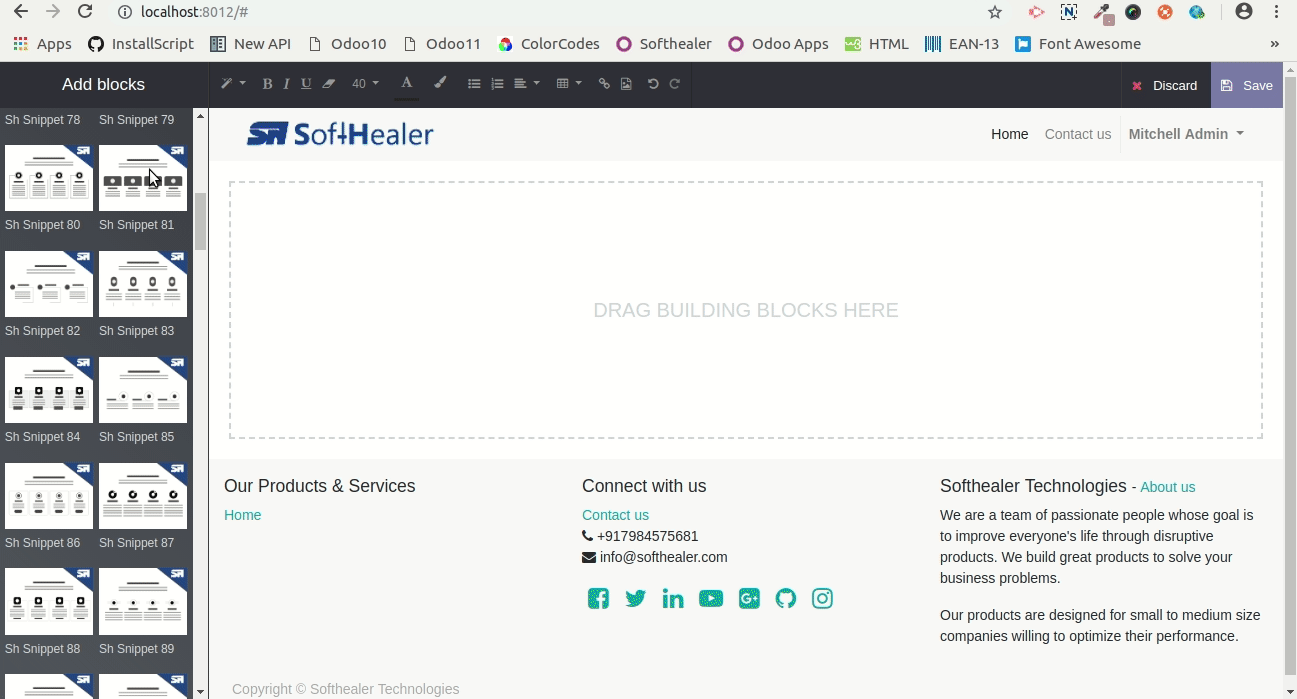 localhost:8012/#
Apps InstallScript New API Odoo10 Odoo11 ColorCodes Softhealer Odoo Apps HTML EAN-13 Font Awesome »
Add blocks
B I U 40 A
Discard Save
Sh Snippet 78 Sh Snippet 79
Sh Snippet 80 Sh Snippet 81
Sh Snippet 82 Sh Snippet 83
Sh Snippet 84 Sh Snippet 85
Sh Snippet 86 Sh Snippet 87
Sh Snippet 88 Sh Snippet 89
SoftHealer
Home Contact us Mitchell Admin
DRAG BUILDING BLOCKS HERE
Our Products & Services
Home
Connect with us
Contact us
+917984575681
info@softhealer.com
Softhealer Technologies - About us
We are a team of passionate people whose goal is
to improve everyone's life through disruptive
products. We build great products to solve your
business problems.
Our products are designed for small to medium size
companies willing to optimize their performance.
Copyright © Softhealer Technologies